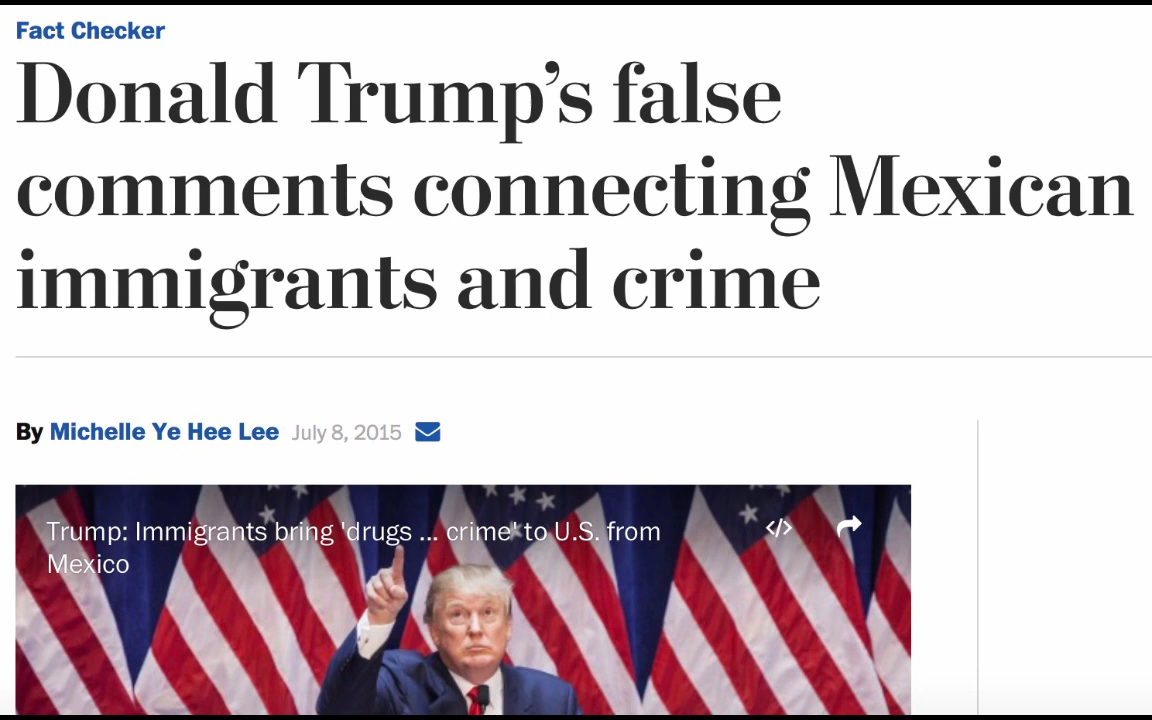 Fact Checker
Donald Trump’s false
comments connecting Mexican
immigrants and crime
By Michelle Ye Hee Lee July 8, 2015
Trump: Immigrants bring 'drugs ... crime' to U.S. from
Mexico